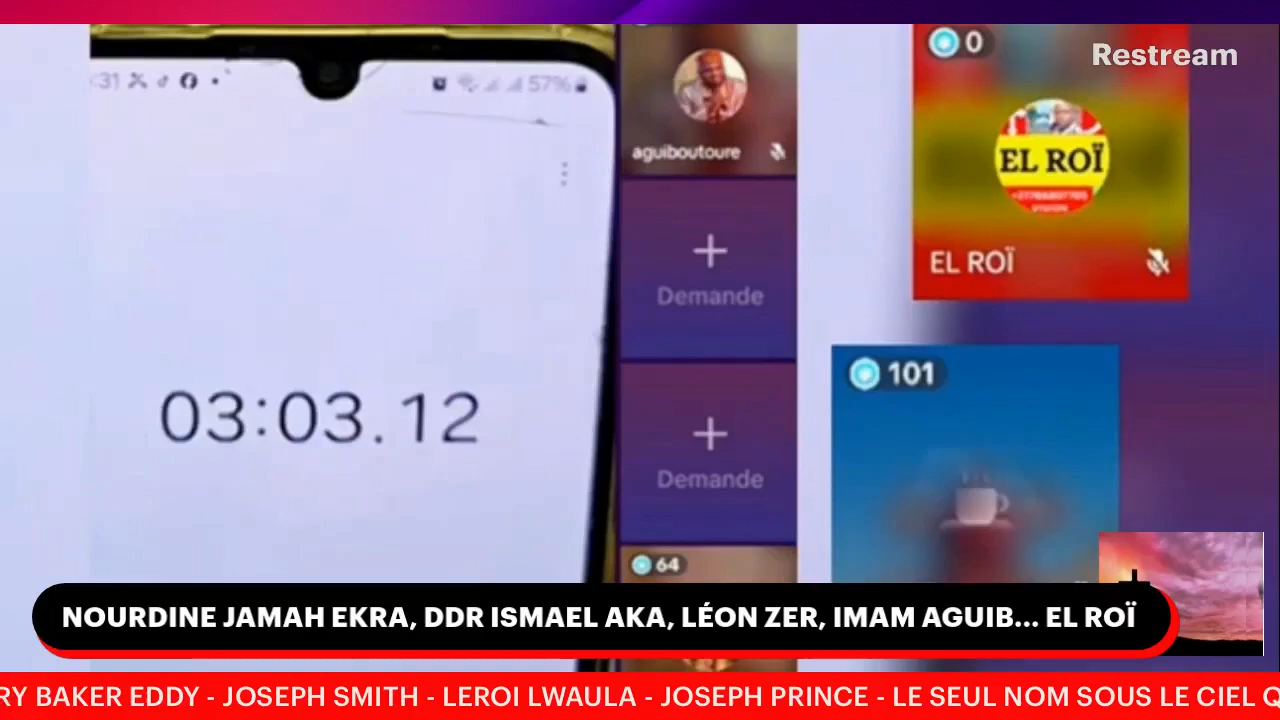 Restream
:31
57%
03:03.12
aguiboutoure
Demande
Demande
64
0
EL ROÏ
EL ROÏ
101
NOURDINE JAMAH EKRA, DDR ISMAEL AKA, LÉON ZER, IMAM AGUIB... EL ROÏ
RY BAKER EDDY - JOSEPH SMITH - LEROI LWAULA - JOSEPH PRINCE - LE SEUL NOM SOUS LE CIEL Q